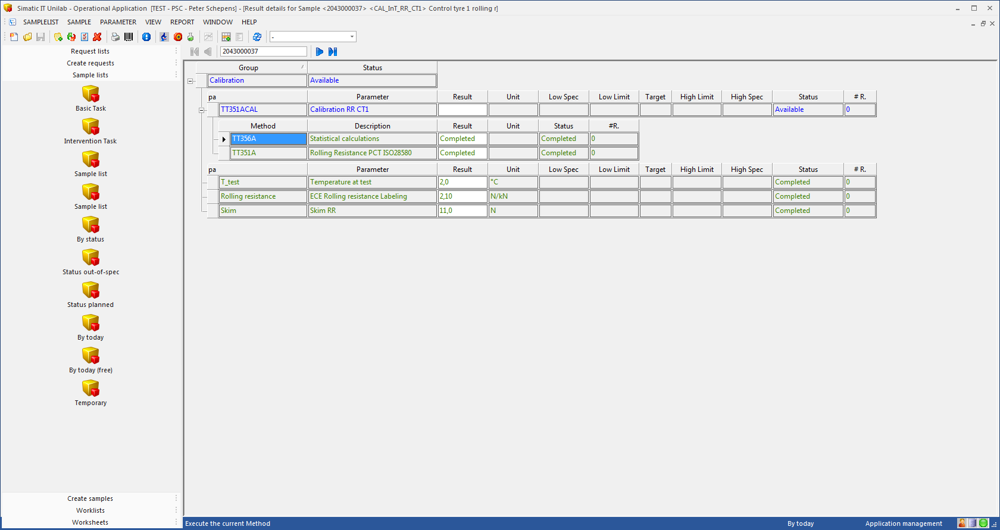 Simatic IT Unilab - Operational Application [TEST - PSC - Peter Schepens] - [Result details for Sample <2043000037> <CAL_InT_RR_CT1> Control tyre 1 rolling r]
SAMPLELIST SAMPLE PARAMETER VIEW REPORT WINDOW HELP
-
Request lists
Create requests
Sample lists
Basic Task
Intervention Task
Sample list
Sample list
By status
Status out-of-spec
Status planned
By today
By today (free)
Temporary
Create samples
Worklists
Worksheets
2043000037
Group Status
Calibration Available
pa Parameter Result Unit Low Spec Low Limit Target High Limit High Spec Status # R.
TT351ACAL Calibration RR CT1 Available 0
Method Description Result Unit Status #R.
TT356A Statistical calculations Completed Completed 0
TT351A Rolling Resistance PCT ISO28580 Completed Completed 0
pa Parameter Result Unit Low Spec Low Limit Target High Limit High Spec Status # R.
T_test Temperature at test 2,0 °C Completed 0
Rolling resistance ECE Rolling resistance Labeling 2,10 N/kN Completed 0
Skim Skim RR 11,0 N Completed 0
Execute the current Method By today Application management